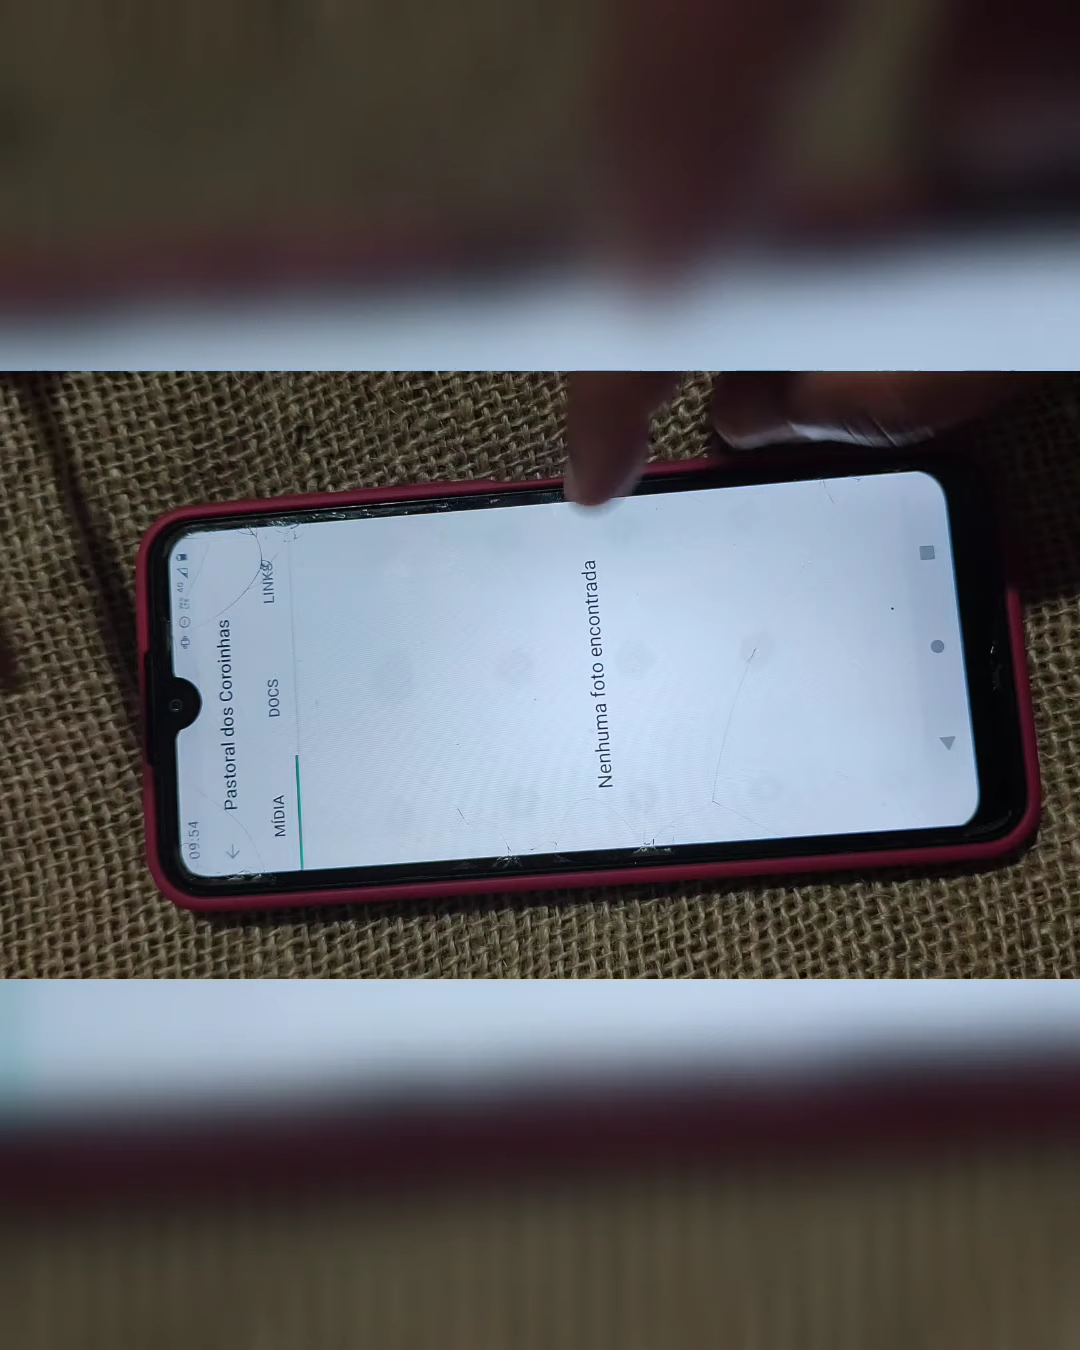 09:54
Pastoral dos Coroinhas
MÍDIA DOCS LINKS
Nenhuma foto encontrada